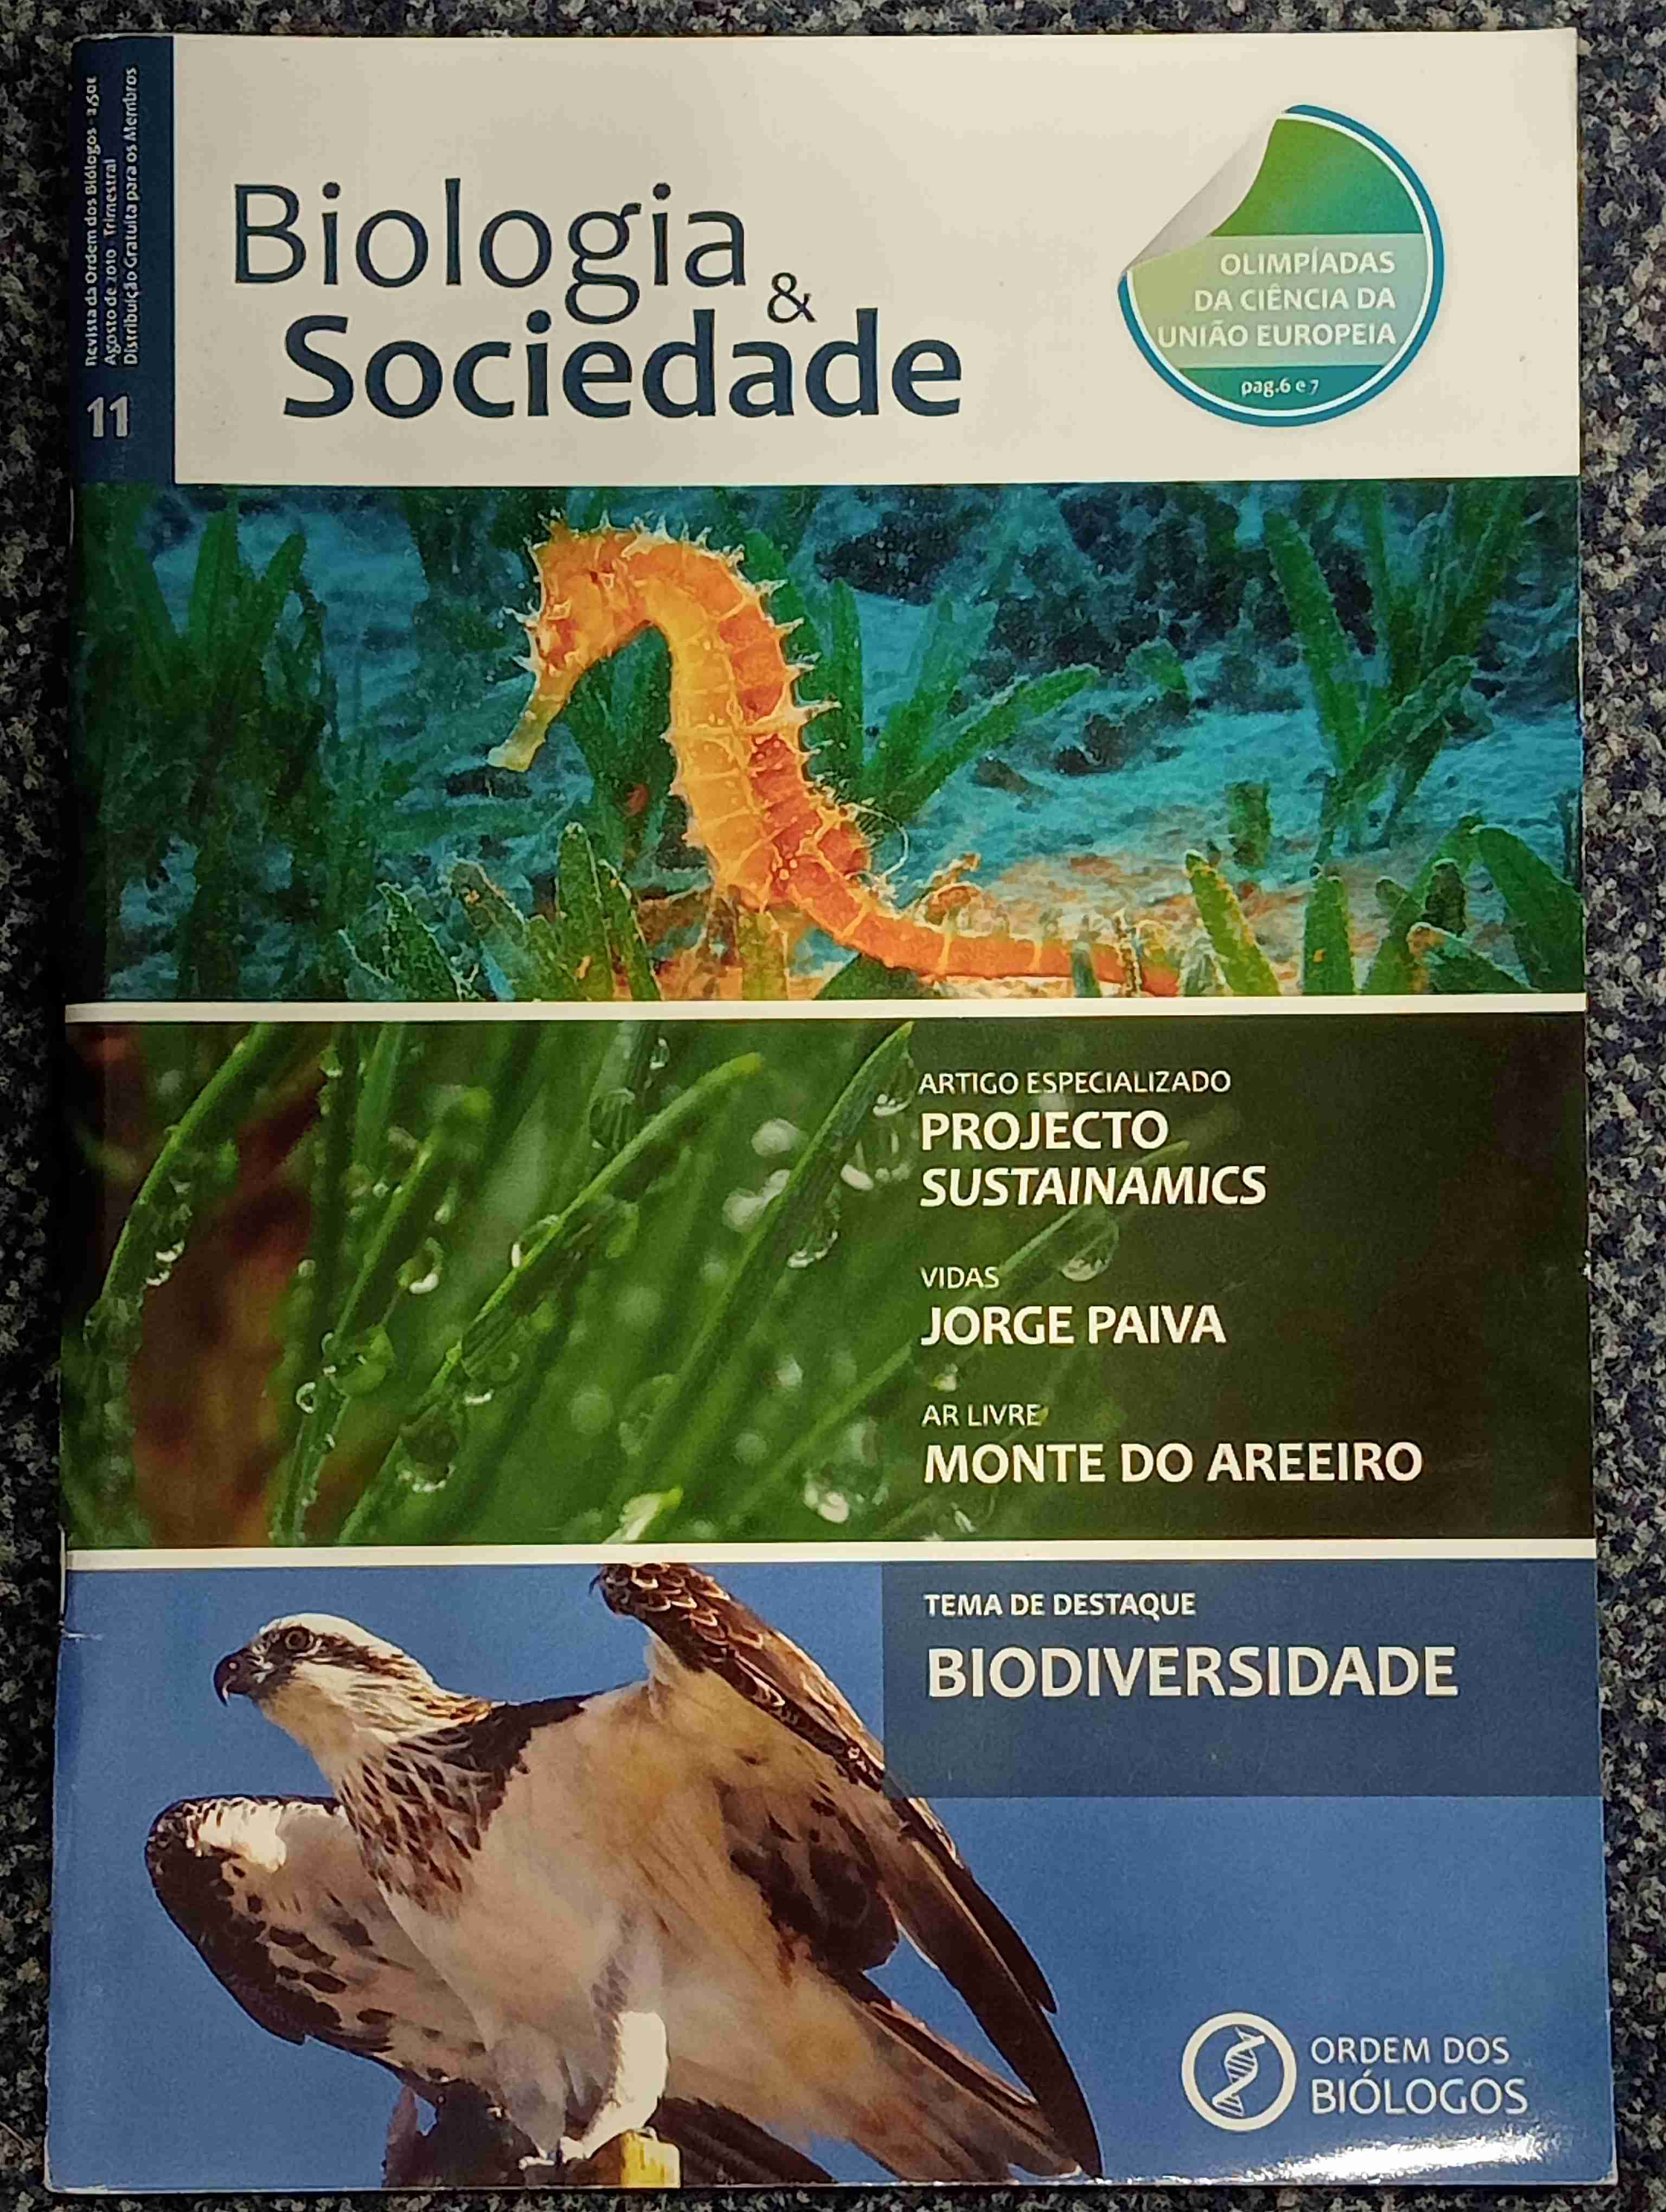 Revista da Ordem dos Biólogos · 2,50€
Agosto de 2010 · Trimestral
Distribuição Gratuita para os Membros
11
Biologia
&
Sociedade
OLIMPÍADAS
DA CIÊNCIA DA
UNIÃO EUROPEIA
pag.6 e 7
ARTIGO ESPECIALIZADO
PROJECTO
SUSTAINAMICS
VIDAS
JORGE PAIVA
AR LIVRE
MONTE DO AREEIRO
TEMA DE DESTAQUE
BIODIVERSIDADE
ORDEM DOS
BIÓLOGOS